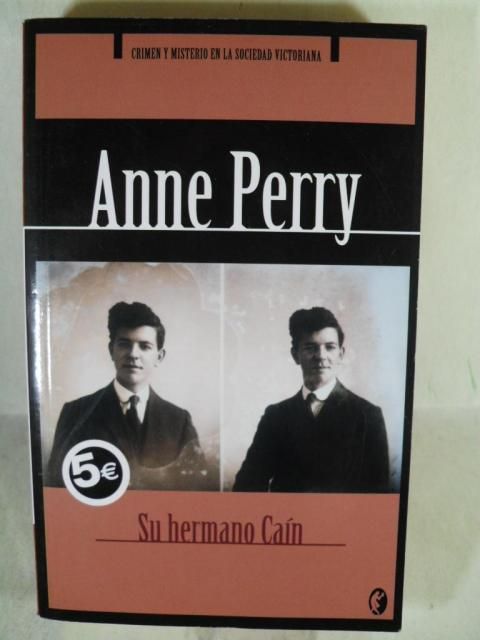 CRIMEN Y MISTERIO EN LA SOCIEDAD VICTORIANA
Anne Perry
5€
Su hermano Caín